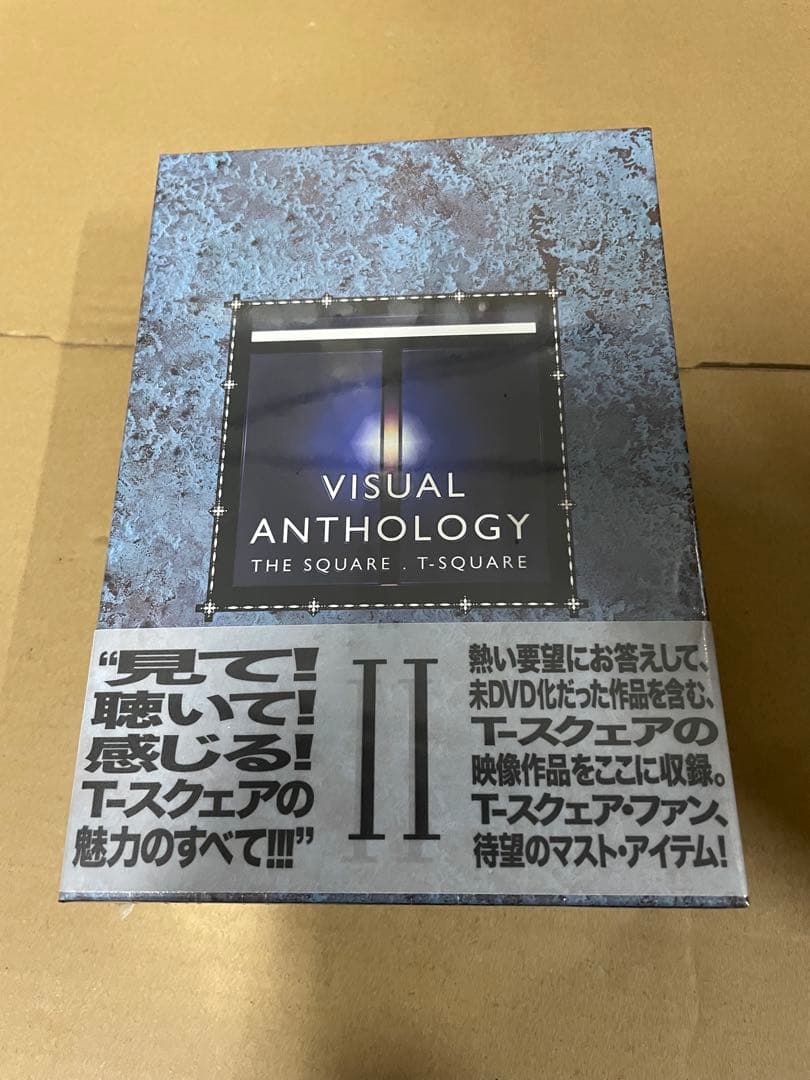 VISUAL
ANTHOLOGY
THE SQUARE . T-SQUARE
“見て!
聴いて!
感じる!
T-スクェアの
魅力のすべて!!!”
II
熱い要望にお答えして、
未DVD化だった作品を含む、
T-スクェアの
映像作品をここに収録。
T-スクェア・ファン、
待望のマスト・アイテム!